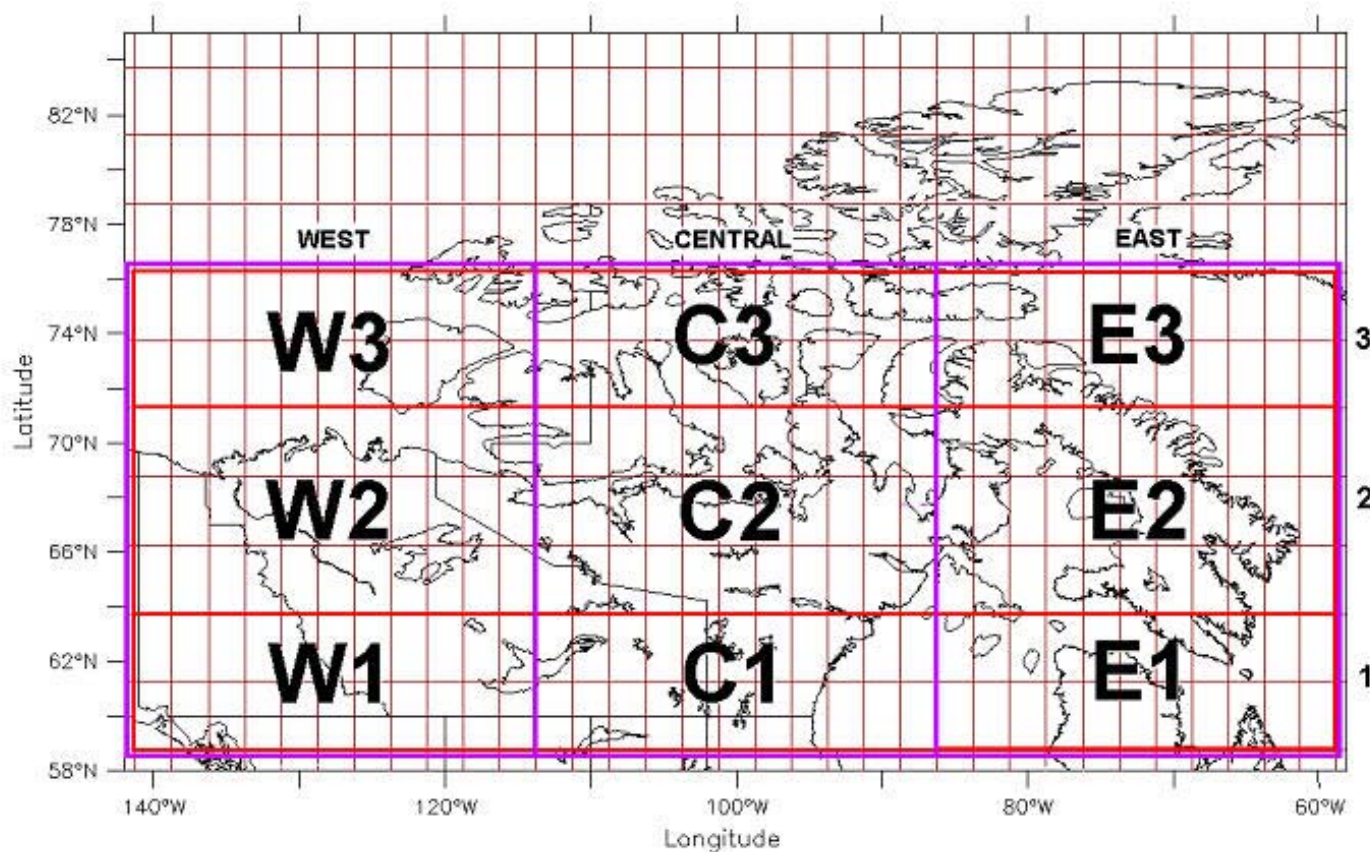 82°N
78°N
WEST CENTRAL EAST
W3 C3 E3
74°N
3
Latitude
70°N
W2 C2 E2
2
66°N
W1 C1 E1
62°N
1
58°N
140°W 120°W 100°W 80°W 60°W
Longitude